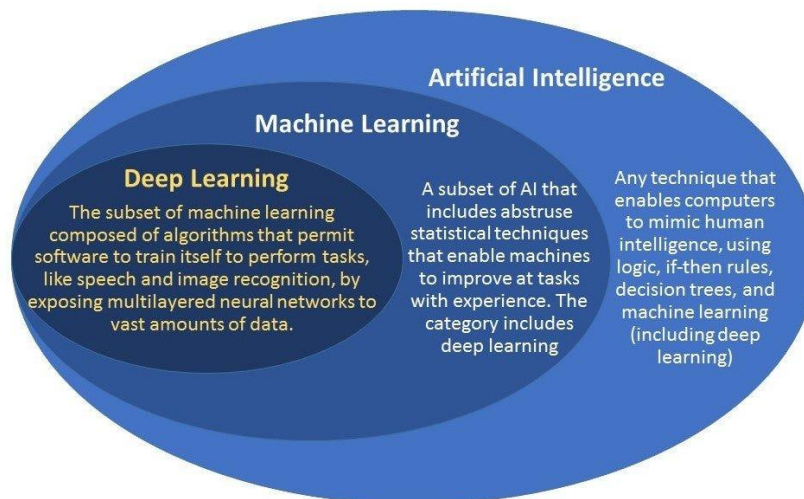 Artificial Intelligence
Machine Learning
Deep Learning
The subset of machine learning
composed of algorithms that permit
software to train itself to perform tasks,
like speech and image recognition, by
exposing multilayered neural networks to
vast amounts of data.
A subset of AI that
includes abstruse
statistical techniques
that enable machines
to improve at tasks
with experience. The
category includes
deep learning
Any technique that
enables computers
to mimic human
intelligence, using
logic, if-then rules,
decision trees, and
machine learning
(including deep
learning)